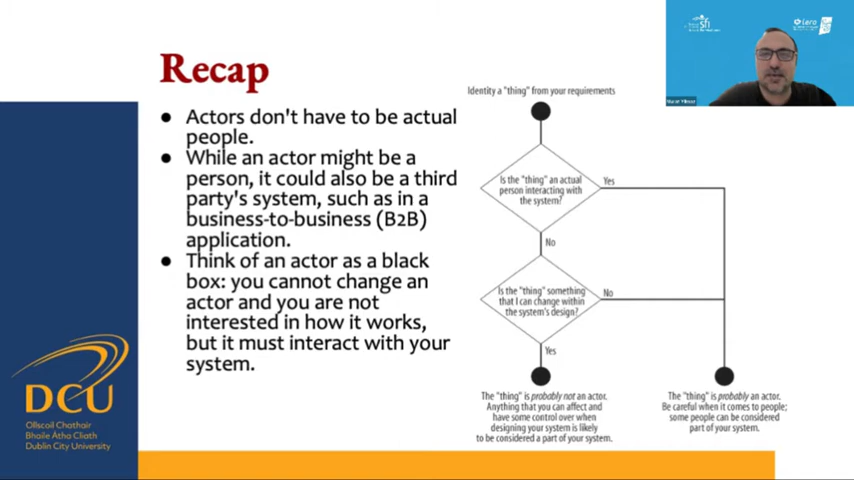 Recap
● Actors don't have to be actual
people.
● While an actor might be a
person, it could also be a third
party's system, such as in a
business-to-business (B2B)
application.
● Think of an actor as a black
box: you cannot change an
actor and you are not
interested in how it works,
but it must interact with your
system.
Identity a "thing" from your requirements
Is the "thing" an actual
person interacting with
the system?
Yes
No
Is the "thing" something
that I can change within
the system's design?
No
Yes
The "thing" is probably not an actor.
Anything that you can affect and
have some control over when
designing your system is likely
to be considered a part of your system.
The "thing" is probably an actor.
Be careful when it comes to people;
some people can be considered
part of your system.
DCU
Ollscoil Chathair
Bhaile Átha Cliath
Dublin City University
sfi
Lero